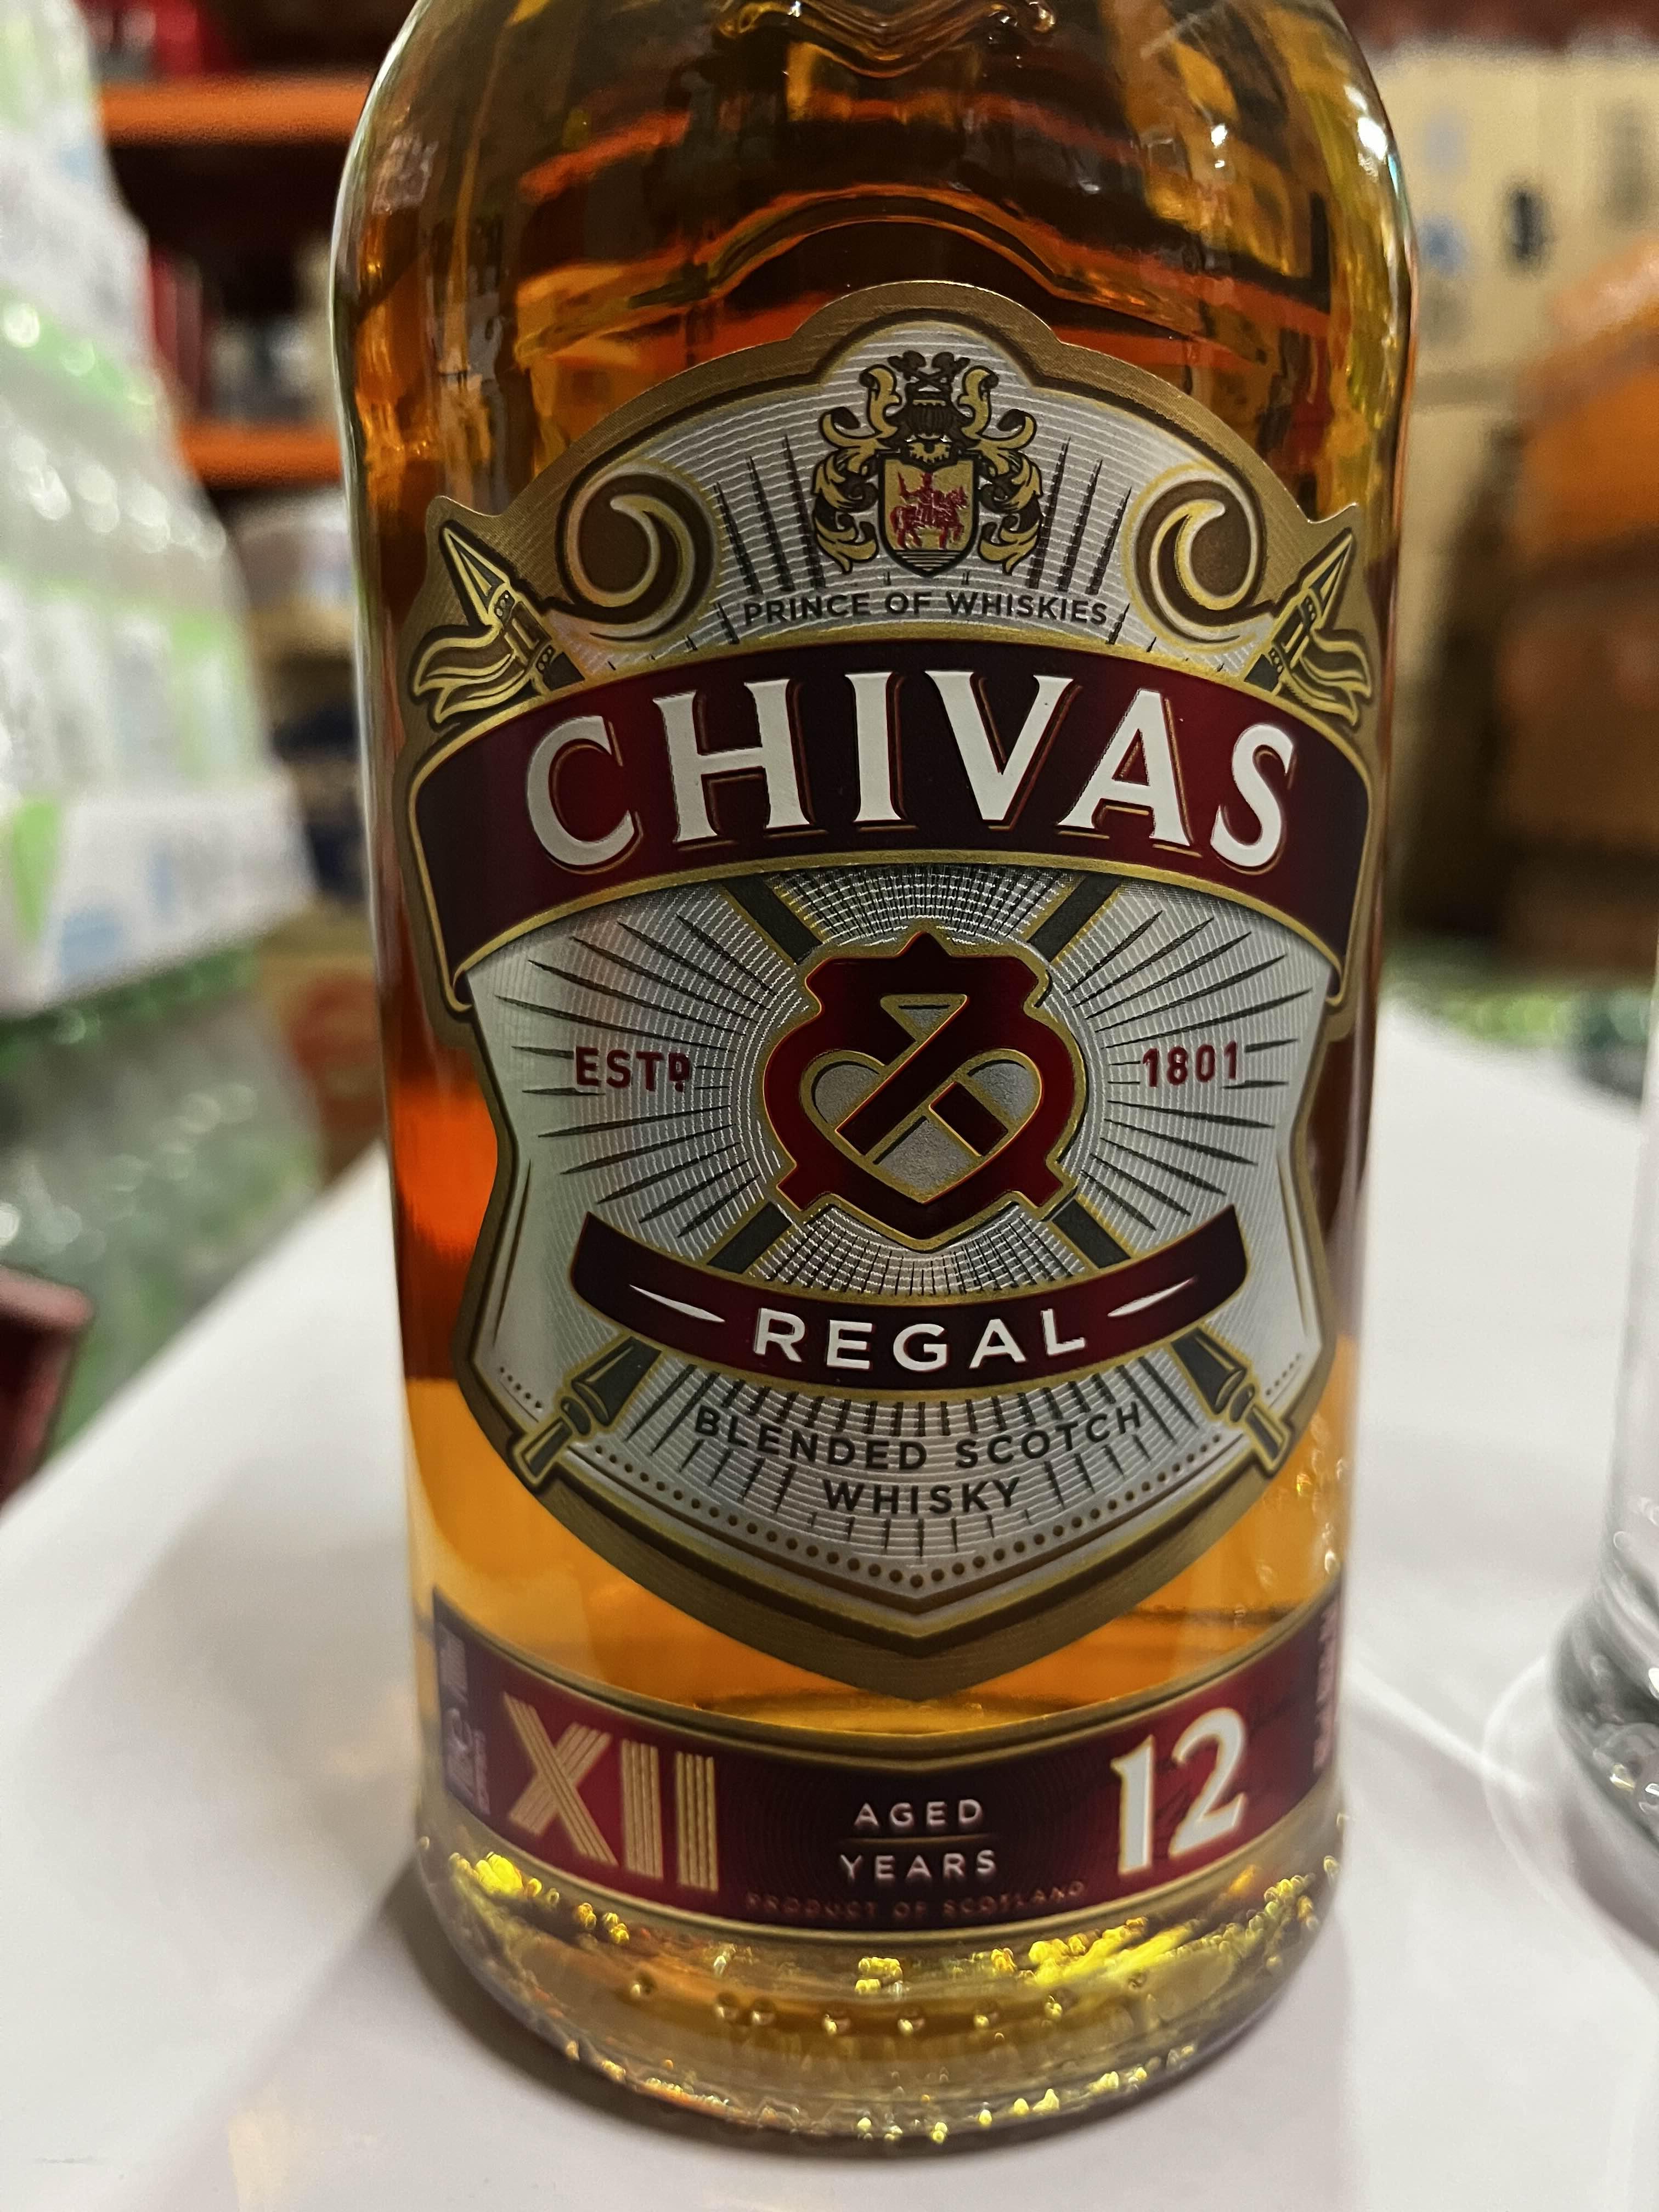 PRINCE OF WHISKIES
CHIVAS
ESTD 1801
REGAL
BLENDED SCOTCH
WHISKY
XII AGED 12
YEARS
PRODUCT OF SCOTLAND